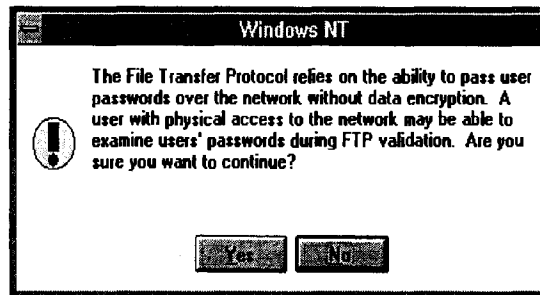 Windows NT
The File Transfer Protocol relies on the ability to pass user
passwords over the network without data encryption. A
user with physical access to the network may be able to
examine users' passwords during FTP validation. Are you
sure you want to continue?
Yes No